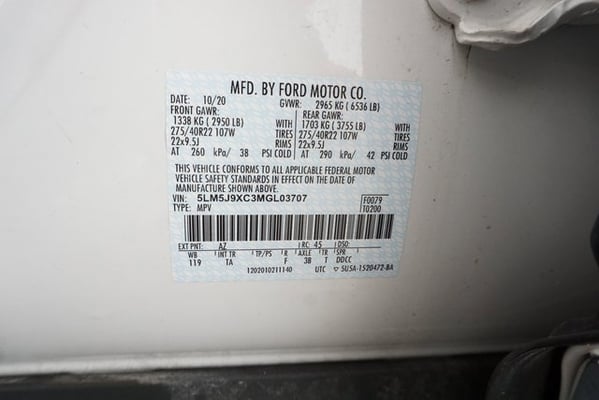 MFD. BY FORD MOTOR CO.
DATE: 10/20 GVWR: 2965 KG ( 6536 LB)
FRONT GAWR: REAR GAWR:
1338 KG ( 2950 LB) WITH 1703 KG ( 3755 LB) WITH
275/40R22 107W TIRES 275/40R22 107W TIRES
22x9.5J RIMS 22x9.5J RIMS
AT 260 kPa/ 38 PSI COLD AT 290 kPa/ 42 PSI COLD
THIS VEHICLE CONFORMS TO ALL APPLICABLE FEDERAL MOTOR
VEHICLE SAFETY STANDARDS IN EFFECT ON THE DATE OF
MANUFACTURE SHOWN ABOVE.
VIN: 5LM5J9XC3MGL03707 F0079
TYPE: MPV T0200
EXT PNT: AZ RC: 45 DSO:
WB INT TR TP/PS R AXLE TR SPR
119 TA F 3B T DDCC
1202010211140 UTC ▽ 5U5A-1520472-BA